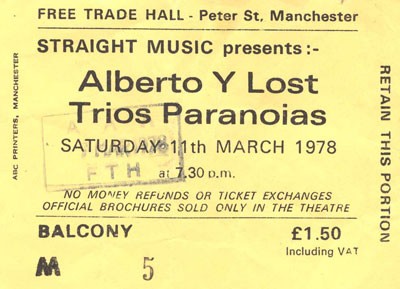 FREE TRADE HALL - Peter St, Manchester
STRAIGHT MUSIC presents:-
Alberto Y Lost
Trios Paranoias
SATURDAY 11th MARCH 1978
at 7.30 p.m.
NO MONEY REFUNDS OR TICKET EXCHANGES
OFFICIAL BROCHURES SOLD ONLY IN THE THEATRE
BALCONY £1.50
Including VAT
M 5
ABC PRINTERS, MANCHESTER
RETAIN THIS PORTION
FTH